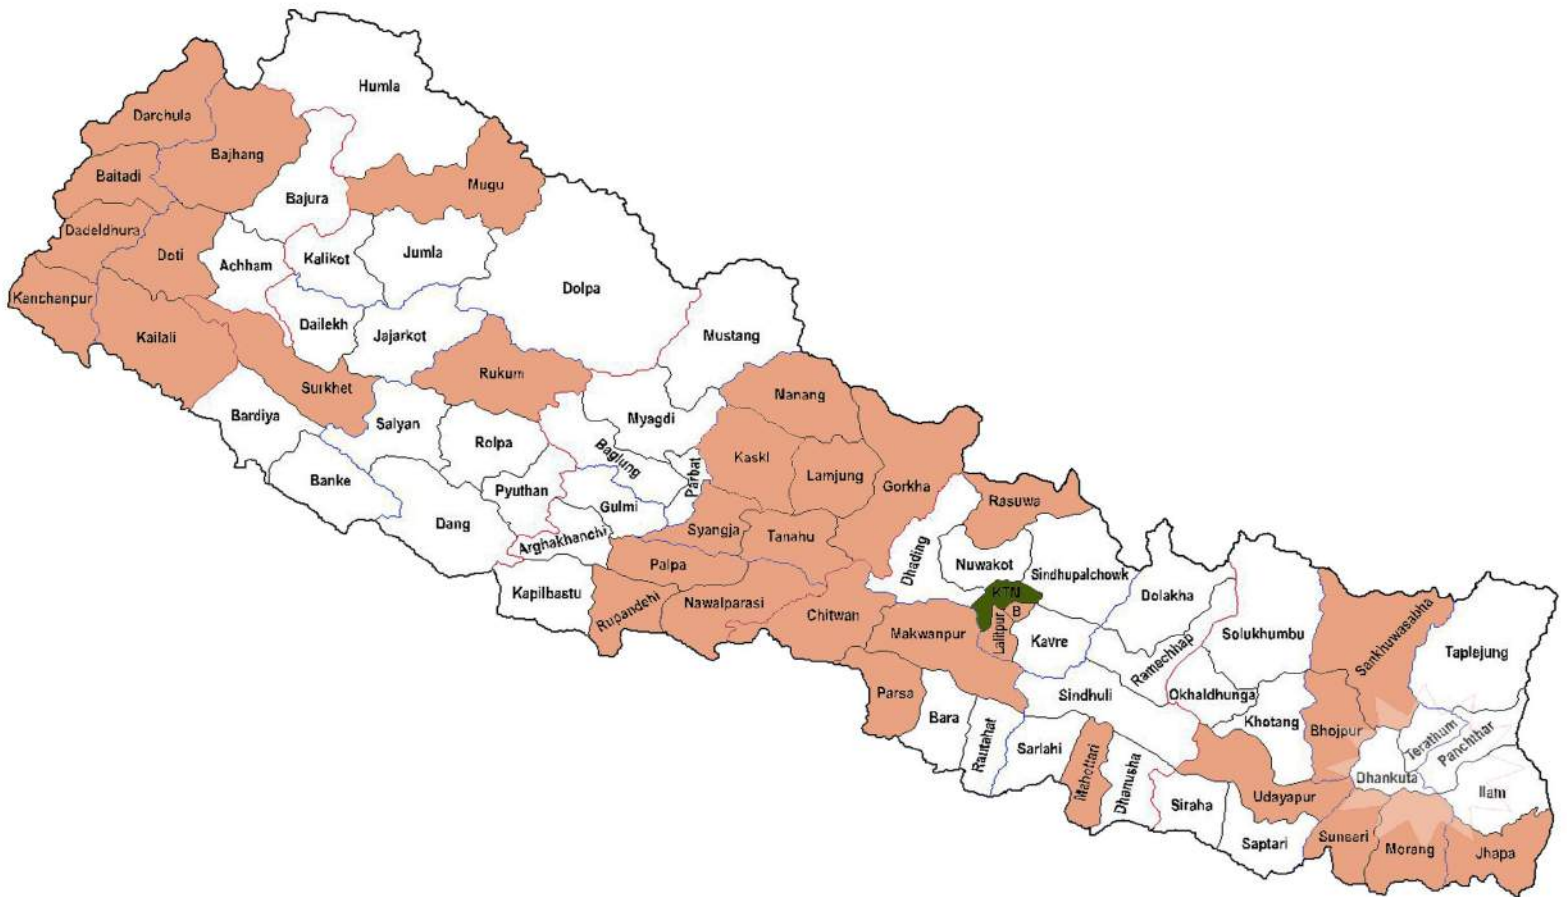 Humla
Darchula
Bajhang
Baitadi
Mugu
Bajura
Dadeldhura
Doti
Achham
Kalikot
Jumla
Dolpa
Kanchanpur
Kailali
Dailekh
Jajarkot
Mustang
Surkhet
Rukum
Nanang
Bardiya
Salyan
Rolpa
Myagdi
Baglung
Parbat
Kaski
Lamjung
Gorkha
Banke
Pyuthan
Gulmi
Dang
Arghakhanchi
Syangja
Tanahu
Rasuwa
Dhading
Nuwakot
Sindhupalchowk
Palpa
Kapilbastu
Rupandehi
Nawalparasi
Chitwan
KTN
B
Lalitpur
Makwanpur
Kavre
Dolakha
Ramechhap
Solukhumbu
Sankhuwasabha
Taplejung
Parsa
Bara
Rautahat
Sindhuli
Okhaldhunga
Khotang
Bhojpur
Terathum
Panchthar
Sarlahi
Mahottari
Dhanusha
Siraha
Udayapur
Dhankuta
Ilam
Saptari
Sunsari
Morang
Jhapa